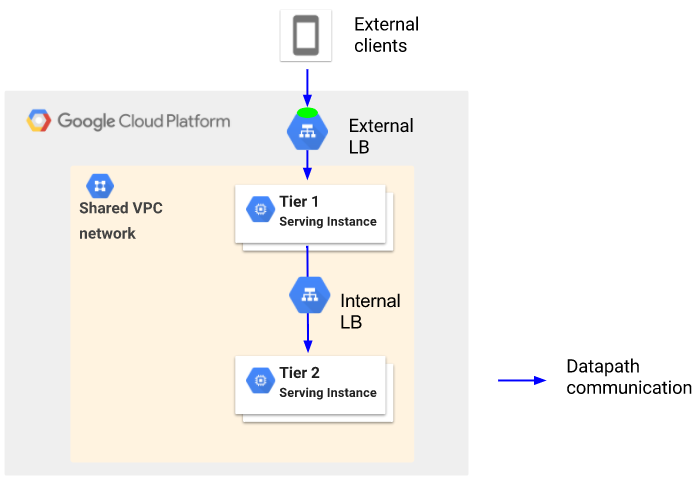 External
clients
Google Cloud Platform
External
LB
Shared VPC
network
Tier 1
Serving Instance
Internal
LB
Tier 2
Serving Instance
Datapath
communication